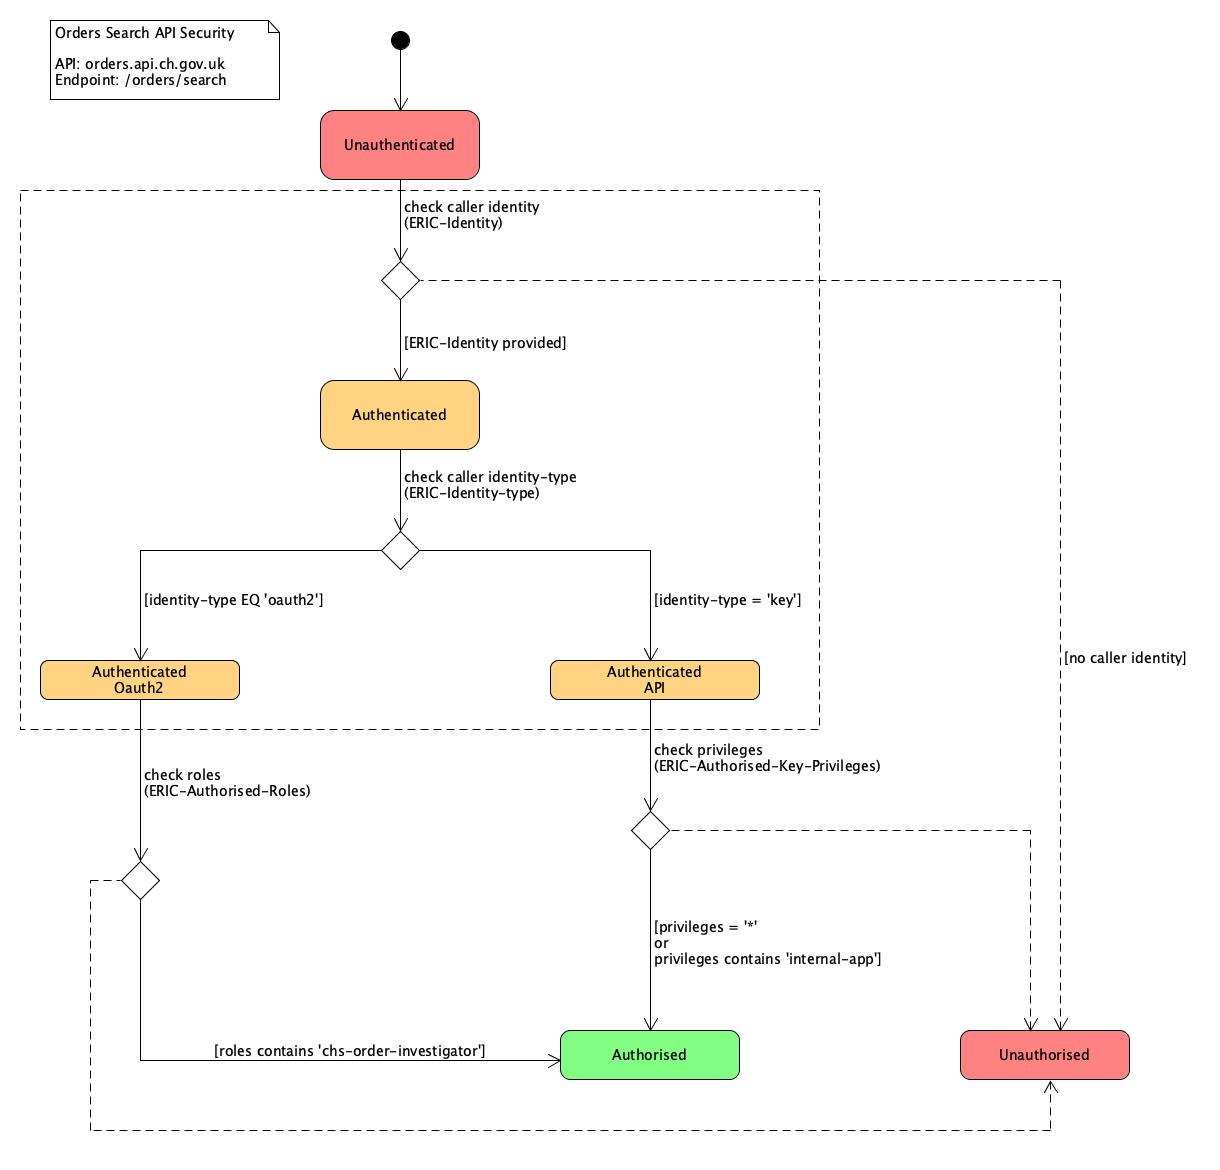 Orders Search API Security
API: orders.api.ch.gov.uk
Endpoint: /orders/search
Unauthenticated
check caller identity
(ERIC-Identity)
[ERIC-Identity provided]
Authenticated
check caller identity-type
(ERIC-Identity-type)
[identity-type EQ 'oauth2']
[identity-type = 'key']
[no caller identity]
Authenticated
Oauth2
Authenticated
API
check privileges
(ERIC-Authorised-Key-Privileges)
check roles
(ERIC-Authorised-Roles)
[privileges = '*'
or
privileges contains 'internal-app']
[roles contains 'chs-order-investigator']
Authorised
Unauthorised